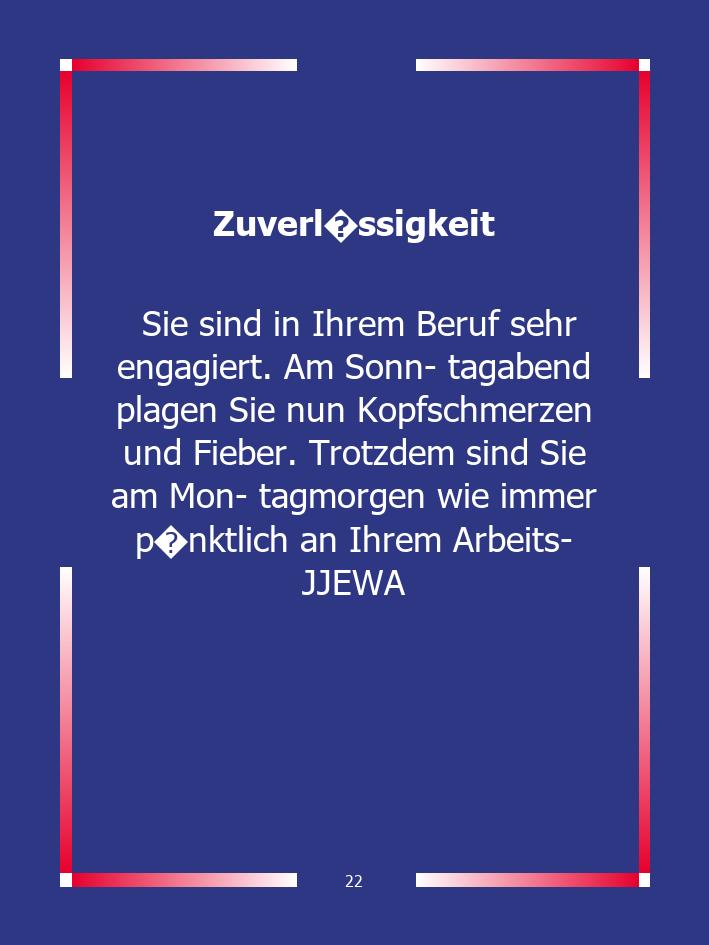 Zuverl�ssigkeit
Sie sind in Ihrem Beruf sehr
engagiert. Am Sonn- tagabend
plagen Sie nun Kopfschmerzen
und Fieber. Trotzdem sind Sie
am Mon- tagmorgen wie immer
p�nktlich an Ihrem Arbeits-
JJEWA
22